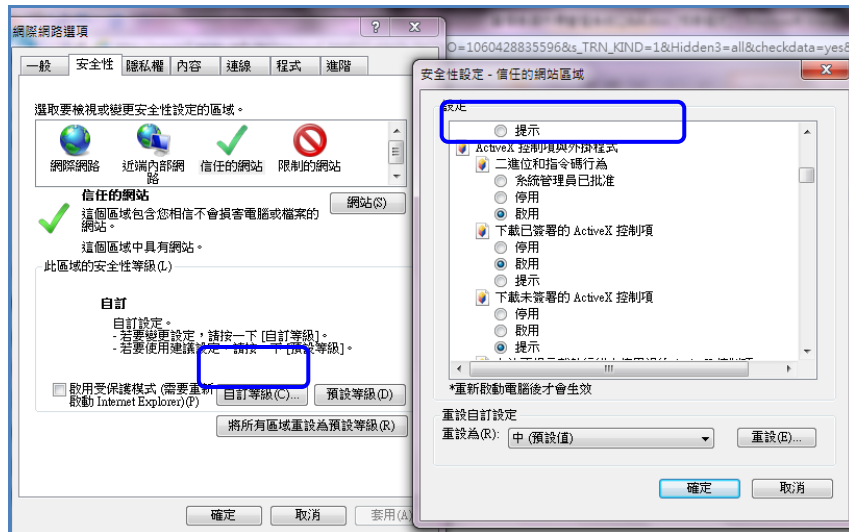 網際網路選項
一般
安全性
隱私權
內容
連線
程式
進階
選取要檢視或變更安全性設定的區域。
網際網路
近端內部網路
信任的網站
限制的網站
信任的網站
這個區域包含您相信不會損害電腦或檔案的
網站。
這個區域中具有網站。
網站(S)
此區域的安全性等級(L)
自訂
自訂設定。
- 若要變更設定,請按一下 [自訂等級]。
- 若要使用建議設定,請按一下 [預設等級]。
啟用受保護模式 (需要重新
啟動 Internet Explorer)(P)
自訂等級(C)...
預設等級(D)
將所有區域重設為預設等級(R)
確定
取消
套用(A)
O=1060428835596&s_TRN_KIND=1&Hidden3=all&checkdata=yes&
安全性設定 - 信任的網站區域
設定
提示
ActiveX 控制項與外掛程式
二進位和指令碼行為
系統管理員已批准
停用
啟用
下載已簽署的 ActiveX 控制項
停用
啟用
提示
下載未簽署的 ActiveX 控制項
停用
啟用
提示
*重新啟動電腦後才會生效
重設自訂設定
重設為(R):
中 (預設值)
重設(E)...
確定
取消